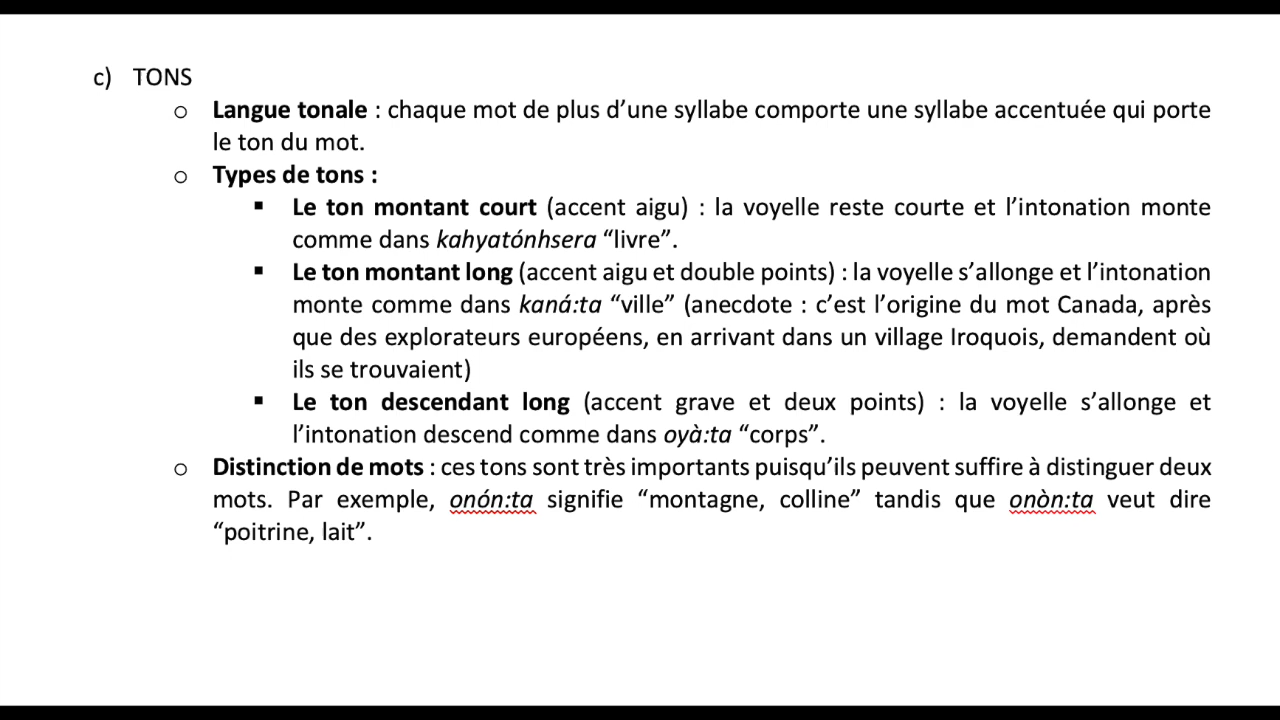 c) TONS
o Langue tonale : chaque mot de plus d’une syllabe comporte une syllabe accentuée qui porte
le ton du mot.
o Types de tons :
▪ Le ton montant court (accent aigu) : la voyelle reste courte et l’intonation monte
comme dans kahyatónhsera “livre”.
▪ Le ton montant long (accent aigu et double points) : la voyelle s’allonge et l’intonation
monte comme dans kaná:ta “ville” (anecdote : c’est l’origine du mot Canada, après
que des explorateurs européens, en arrivant dans un village Iroquois, demandent où
ils se trouvaient)
▪ Le ton descendant long (accent grave et deux points) : la voyelle s’allonge et
l’intonation descend comme dans oyà:ta “corps”.
o Distinction de mots : ces tons sont très importants puisqu’ils peuvent suffire à distinguer deux
mots. Par exemple, onón:ta signifie “montagne, colline” tandis que onòn:ta veut dire
“poitrine, lait”.